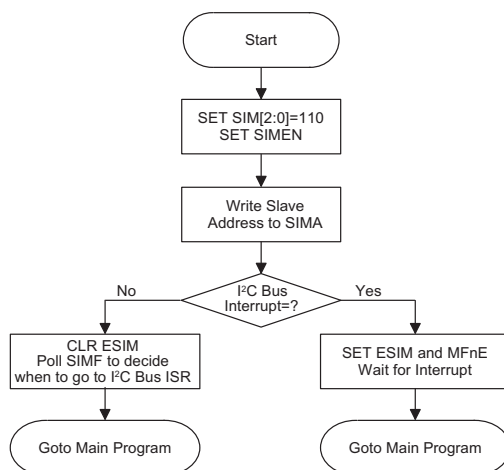 Start
SET SIM[2:0]=110
SET SIMEN
Write Slave
Address to SIMA
I²C Bus
Interrupt=?
No
Yes
CLR ESIM
Poll SIMF to decide
when to go to I²C Bus ISR
SET ESIM and MFnE
Wait for Interrupt
Goto Main Program
Goto Main Program